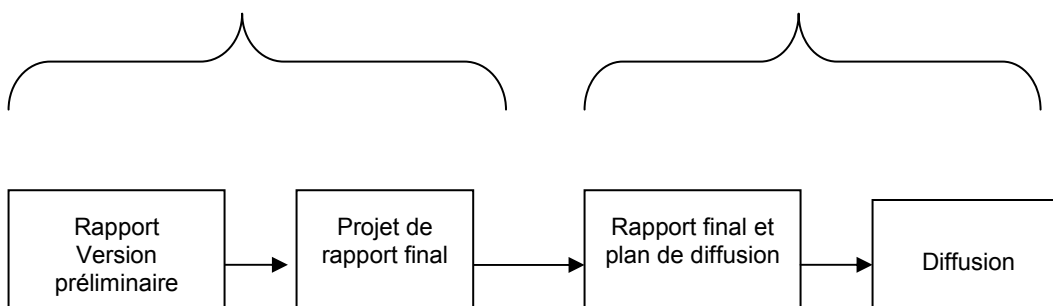 Rapport
Version
préliminaire
Projet de
rapport final
Rapport final et
plan de diffusion
Diffusion